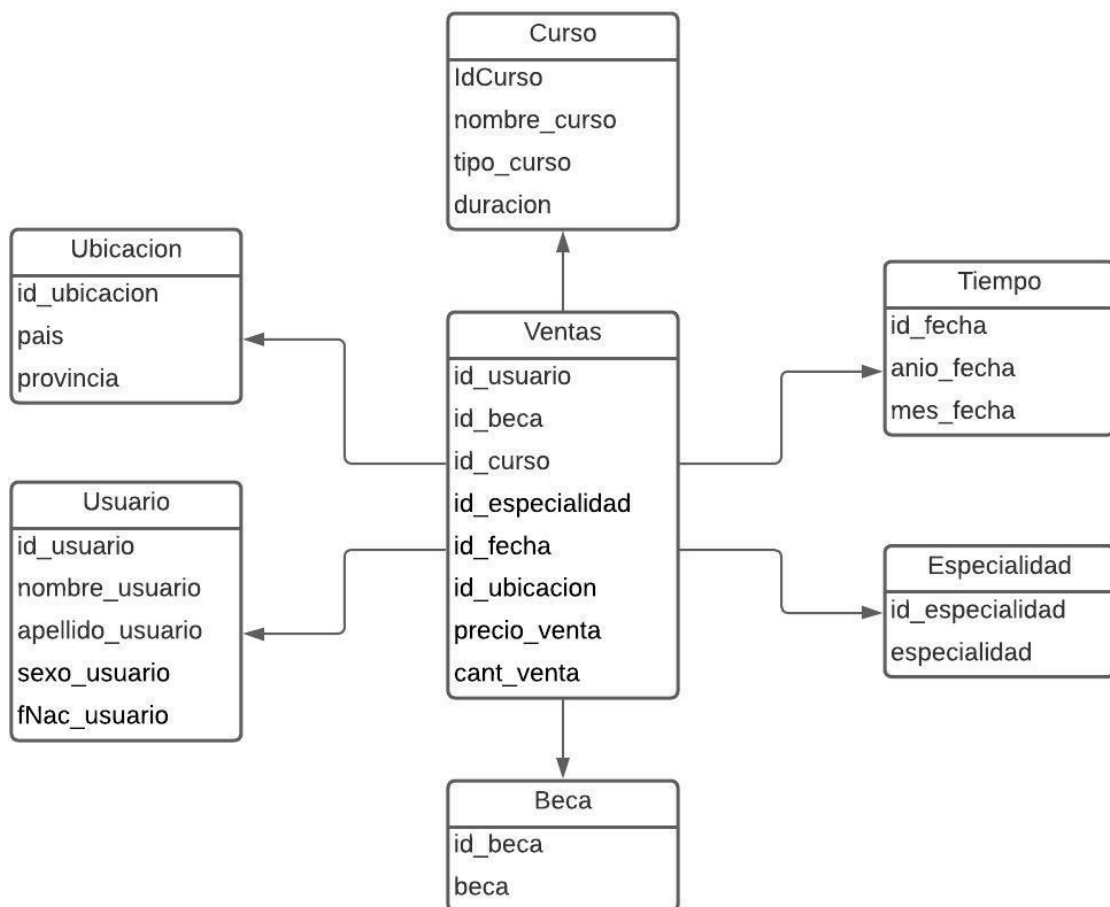 Curso
IdCurso
nombre_curso
tipo_curso
duracion
Ubicacion
id_ubicacion
pais
provincia
Tiempo
id_fecha
anio_fecha
mes_fecha
Ventas
id_usuario
id_beca
id_curso
id_especialidad
id_fecha
id_ubicacion
precio_venta
cant_venta
Usuario
id_usuario
nombre_usuario
apellido_usuario
sexo_usuario
fNac_usuario
Especialidad
id_especialidad
especialidad
Beca
id_beca
beca